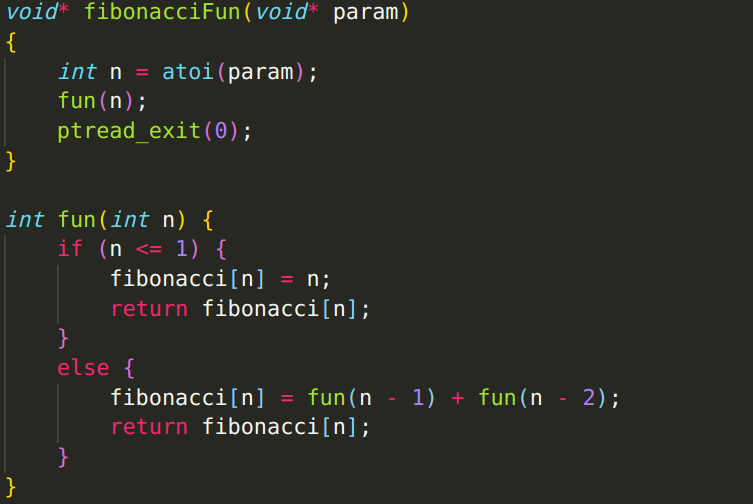 void* fibonacciFun(void* param)
{
    int n = atoi(param);
    fun(n);
    ptread_exit(0);
}

int fun(int n) {
    if (n <= 1) {
        fibonacci[n] = n;
        return fibonacci[n];
    }
    else {
        fibonacci[n] = fun(n - 1) + fun(n - 2);
        return fibonacci[n];
    }
}